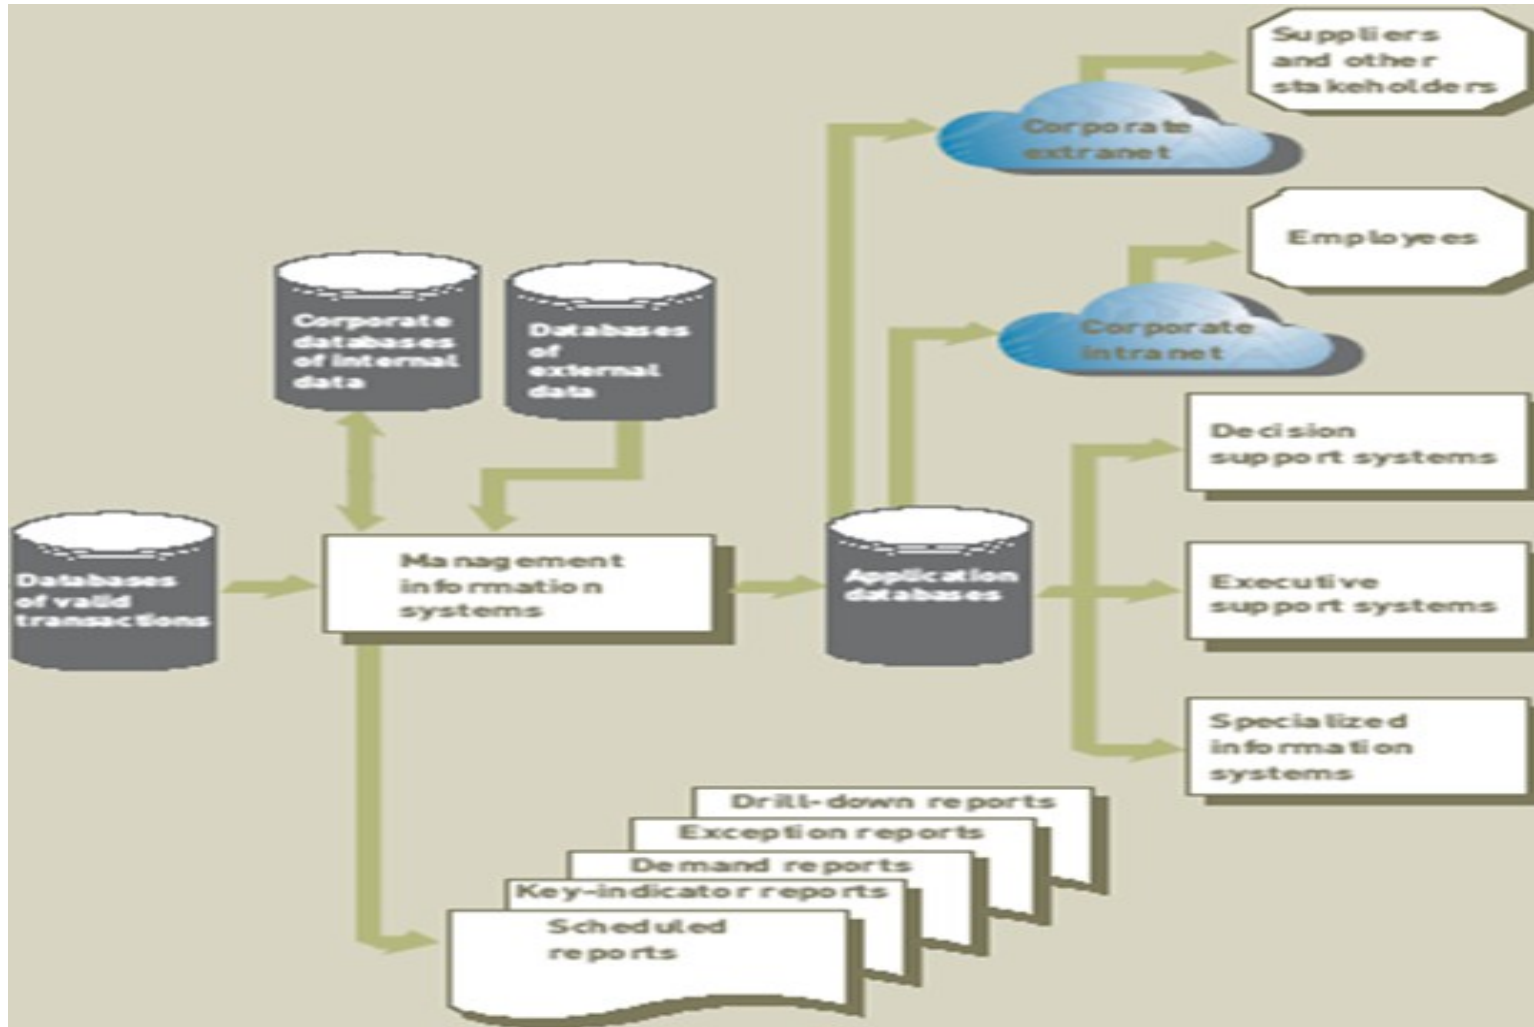 Suppliers
and other
stakeholders
Corporate
extranet
Employees
Corporate
intranet
Corporate
databases
of internal
data
Databases
of
external
data
Decision
support systems
Databases
of valid
transactions
Management
information
systems
Application
databases
Executive
support systems
Specialized
information
systems
Drill-down reports
Exception reports
Demand reports
Key-indicator reports
Scheduled
reports